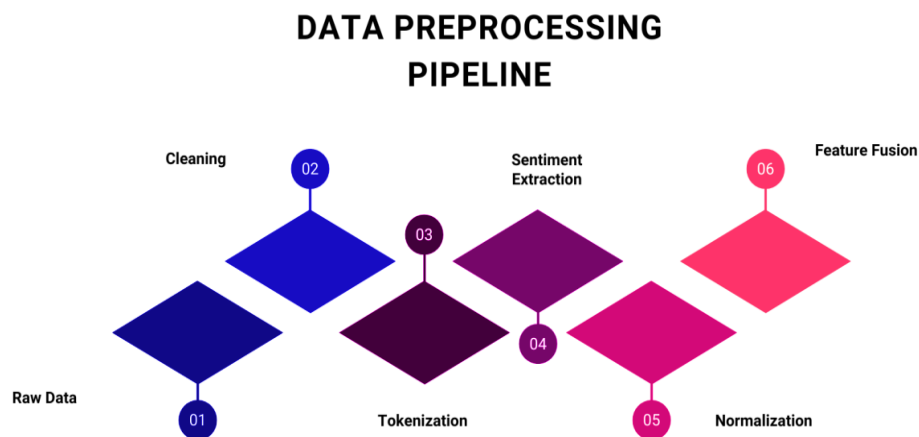 DATA PREPROCESSING
PIPELINE
Raw Data
01
Cleaning
02
03
Tokenization
Sentiment
Extraction
04
05
Normalization
06
Feature Fusion